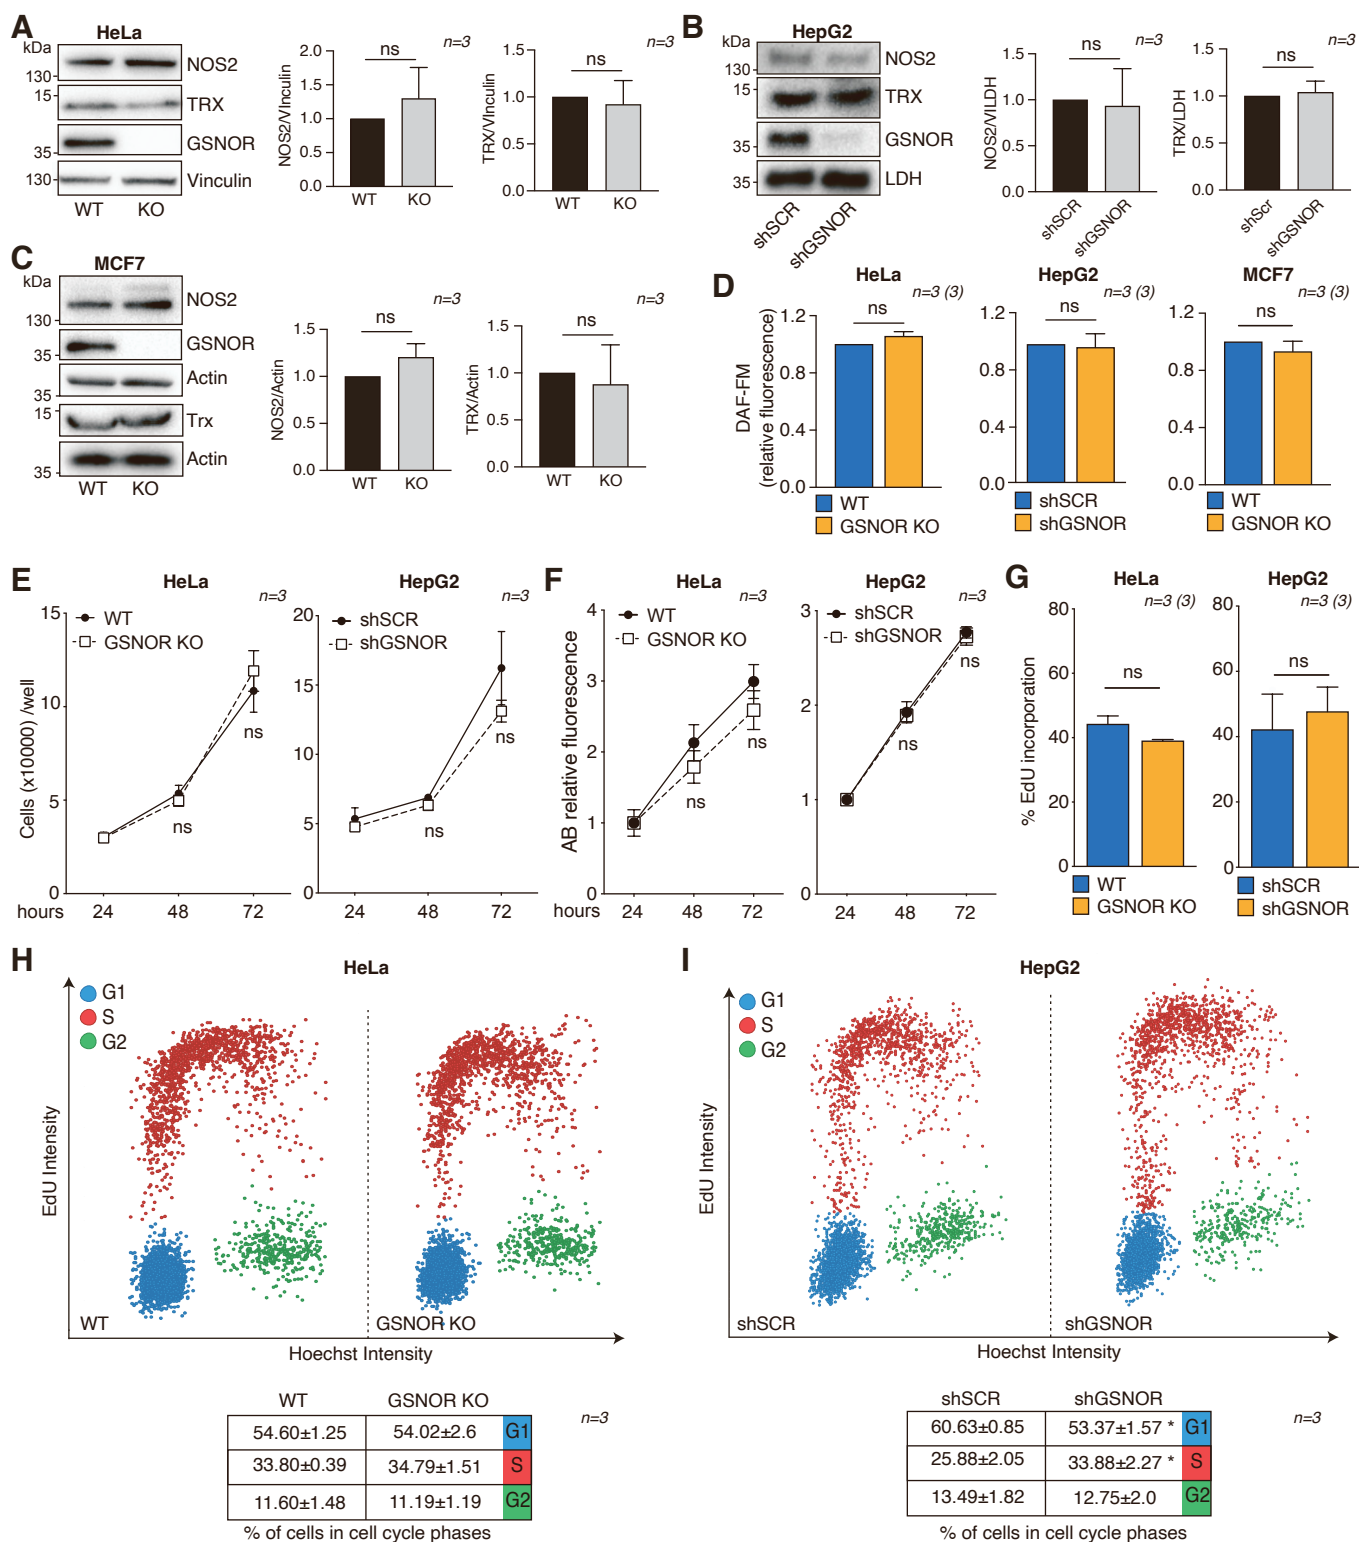 A
HeLa
kDa
130
15
35
130
NOS2
TRX
GSNOR
Vinculin
WT KO
NOS2/Vinculin
2.0
1.5
1.0
0.5
0.0
ns
n=3
WT KO
TRX/Vinculin
1.5
1.0
0.5
0.0
ns
n=3
WT KO
B
HepG2
kDa
130
15
35
35
NOS2
TRX
GSNOR
LDH
shSCR
shGSNOR
NOS2/VILDH
1.5
1.0
0.5
0.0
ns
n=3
shSCR
shGSNOR
TRX/LDH
1.5
1.0
0.5
0.0
ns
n=3
shScr
shGSNOR
C
MCF7
kDa
130
35
35
15
35
NOS2
GSNOR
Actin
Trx
Actin
WT KO
NOS2/Actin
1.5
1.0
0.5
0.0
ns
n=3
WT KO
TRX/Actin
1.5
1.0
0.5
0.0
ns
n=3
WT KO
D
HeLa
n=3 (3)
ns
DAF-FM
(relative fluorescence)
1.2
0.8
0.4
0.0
WT
GSNOR KO
HepG2
n=3 (3)
ns
1.2
0.8
0.4
0.0
shSCR
shGSNOR
MCF7
n=3 (3)
ns
1.2
0.8
0.4
0.0
WT
GSNOR KO
E
HeLa
n=3
WT
GSNOR KO
Cells (x10000) /well
15
10
5
0
ns
ns
hours 24 48 72
HepG2
n=3
shSCR
shGSNOR
20
15
10
5
0
ns
ns
24 48 72
F
HeLa
n=3
WT
GSNOR KO
AB relative fluorescence
4
3
2
1
0
ns
ns
hours 24 48 72
HepG2
n=3
shSCR
shGSNOR
3
2
1
0
ns
ns
24 48 72
G
HeLa
n=3 (3)
ns
% EdU incorporation
80
60
40
20
0
WT
GSNOR KO
HepG2
n=3 (3)
ns
80
60
40
20
0
shSCR
shGSNOR
H
HeLa
G1
S
G2
EdU Intensity
WT
GSNOR KO
Hoechst Intensity
WT GSNOR KO
54.60±1.25 54.02±2.6 G1
33.80±0.39 34.79±1.51 S
11.60±1.48 11.19±1.19 G2
% of cells in cell cycle phases
n=3
I
HepG2
G1
S
G2
EdU Intensity
shSCR
shGSNOR
Hoechst Intensity
shSCR shGSNOR
60.63±0.85 53.37±1.57 * G1
25.88±2.05 33.88±2.27 * S
13.49±1.82 12.75±2.0 G2
% of cells in cell cycle phases
n=3